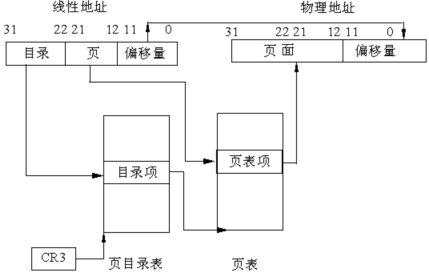 线性地址 物理地址
31 22 21 12 11 0 31 22 21 12 11 0
目录 页 偏移量 页面 偏移量
目录项 页表项
CR3 页目录表 页表